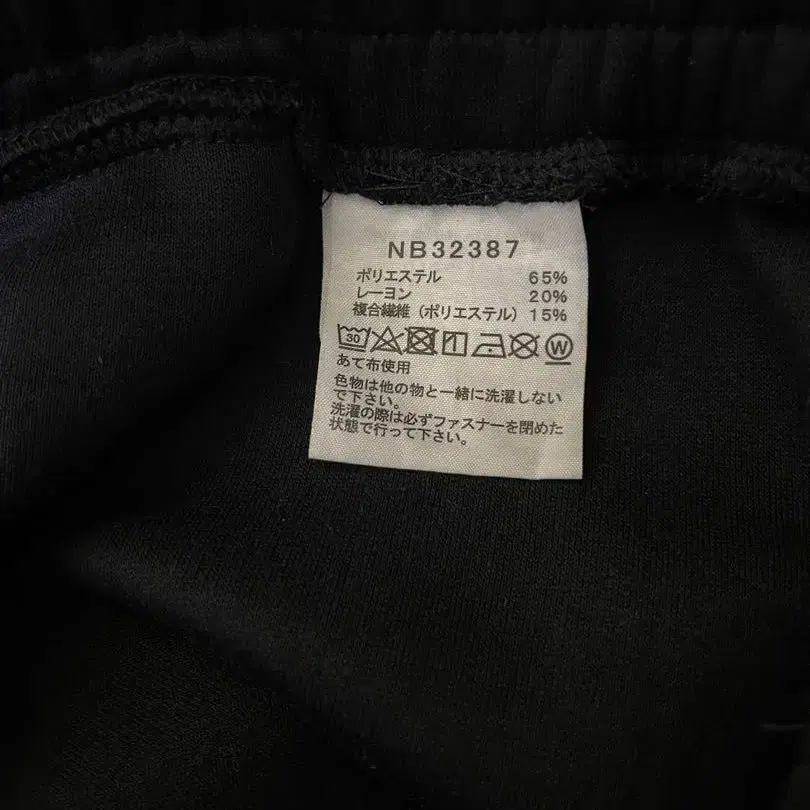 NB32387
ポリエステル 65%
レーヨン 20%
複合繊維（ポリエステル）15%
30 W
あて布使用
色物は他の物と一緒に洗濯しない
で下さい。
洗濯の際は必ずファスナーを閉めた
状態で行って下さい。